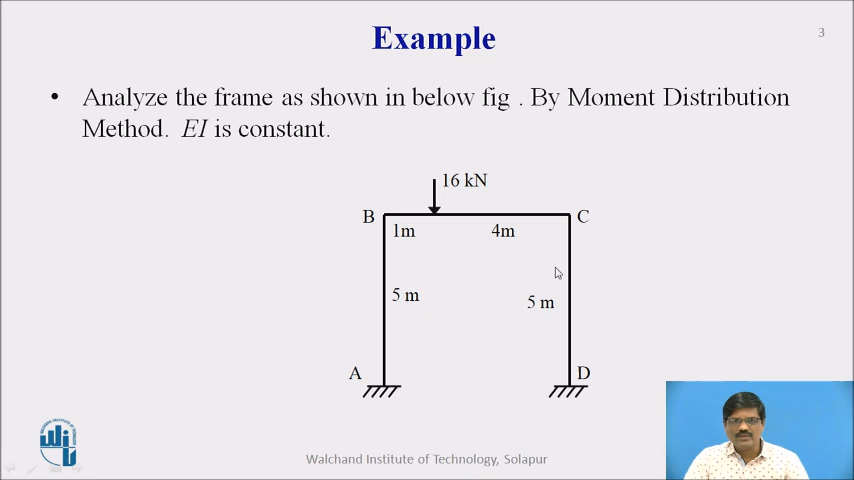 Example
3
• Analyze the frame as shown in below fig . By Moment Distribution
Method. EI is constant.
16 kN
B
C
1m
4m
5 m
5 m
A
D
Walchand Institute of Technology, Solapur